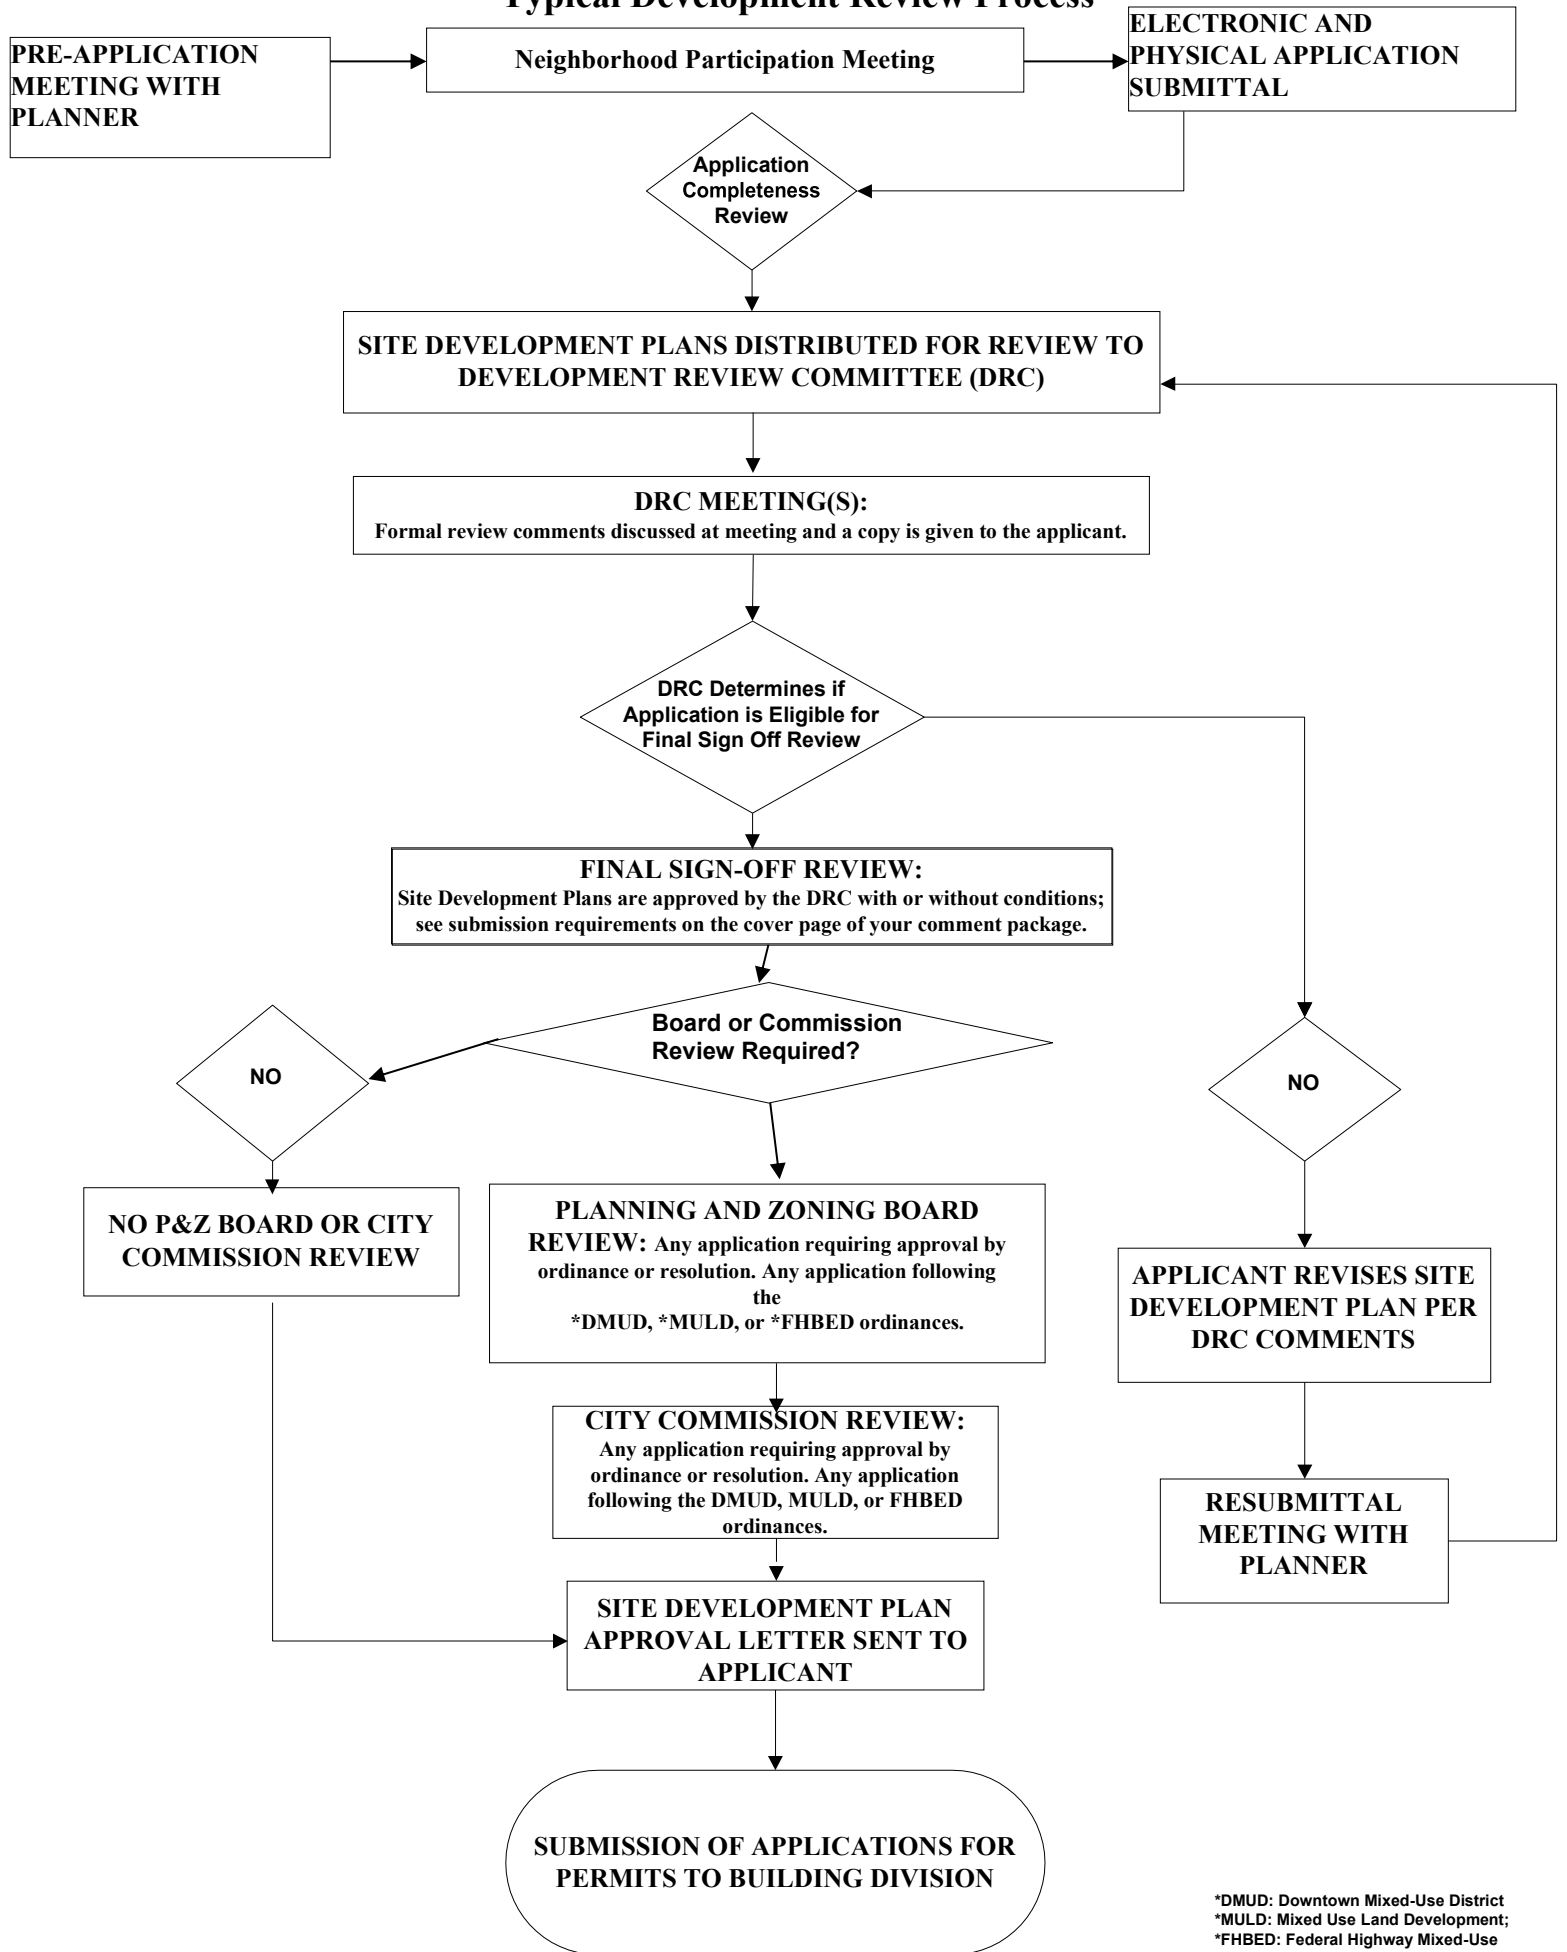 Typical Development Review Process
PRE-APPLICATION
MEETING WITH
PLANNER
Neighborhood Participation Meeting
ELECTRONIC AND
PHYSICAL APPLICATION
SUBMITTAL
Application
Completeness
Review
SITE DEVELOPMENT PLANS DISTRIBUTED FOR REVIEW TO
DEVELOPMENT REVIEW COMMITTEE (DRC)
DRC MEETING(S):
Formal review comments discussed at meeting and a copy is given to the applicant.
DRC Determines if
Application is Eligible for
Final Sign Off Review
FINAL SIGN-OFF REVIEW:
Site Development Plans are approved by the DRC with or without conditions;
see submission requirements on the cover page of your comment package.
Board or Commission
Review Required?
NO
NO
NO P&Z BOARD OR CITY
COMMISSION REVIEW
PLANNING AND ZONING BOARD
REVIEW: Any application requiring approval by
ordinance or resolution. Any application following
the
*DMUD, *MULD, or *FHBED ordinances.
APPLICANT REVISES SITE
DEVELOPMENT PLAN PER
DRC COMMENTS
CITY COMMISSION REVIEW:
Any application requiring approval by
ordinance or resolution. Any application
following the DMUD, MULD, or FHBED
ordinances.
RESUBMITTAL
MEETING WITH
PLANNER
SITE DEVELOPMENT PLAN
APPROVAL LETTER SENT TO
APPLICANT
SUBMISSION OF APPLICATIONS FOR
PERMITS TO BUILDING DIVISION
*DMUD: Downtown Mixed-Use District
*MULD: Mixed Use Land Development;
*FHBED: Federal Highway Mixed-Use